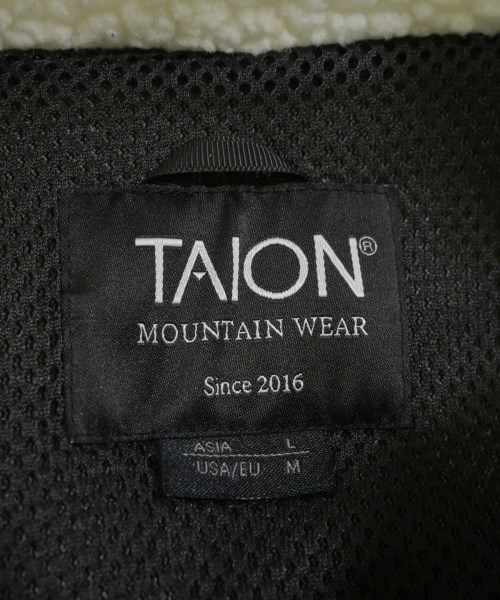 TAION®
MOUNTAIN WEAR
Since 2016
ASIA L
USA/EU M